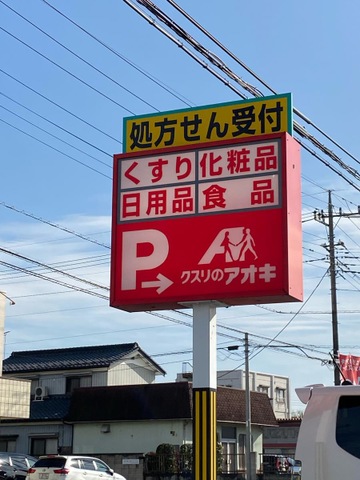 処方せん受付
くすり 化粧品
日用品 食品
P
クスリのアオキ